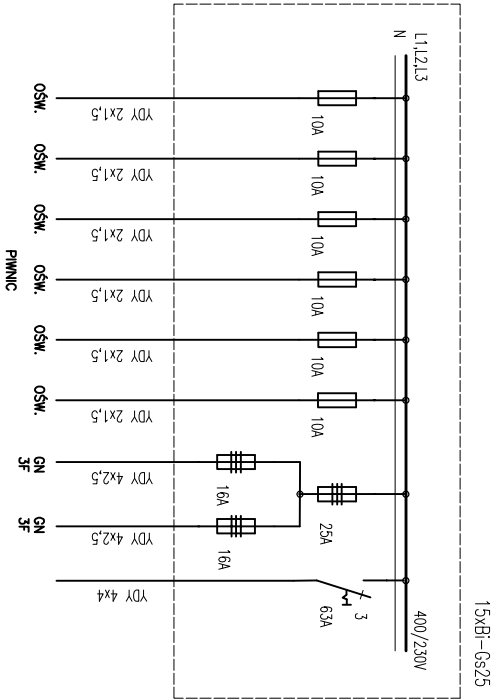 15xBi-Gs25
L1,L2,L3
N
400/230V
10A
10A
10A
10A
10A
10A
25A
3
63A
16A
16A
YDY 2x1,5
YDY 2x1,5
YDY 2x1,5
YDY 2x1,5
YDY 2x1,5
YDY 2x1,5
YDY 4x2,5
YDY 4x2,5
YDY 4x4
OŚW.
OŚW.
OŚW.
OŚW.
OŚW.
OŚW.
GN
3F
GN
3F
PIWNIC